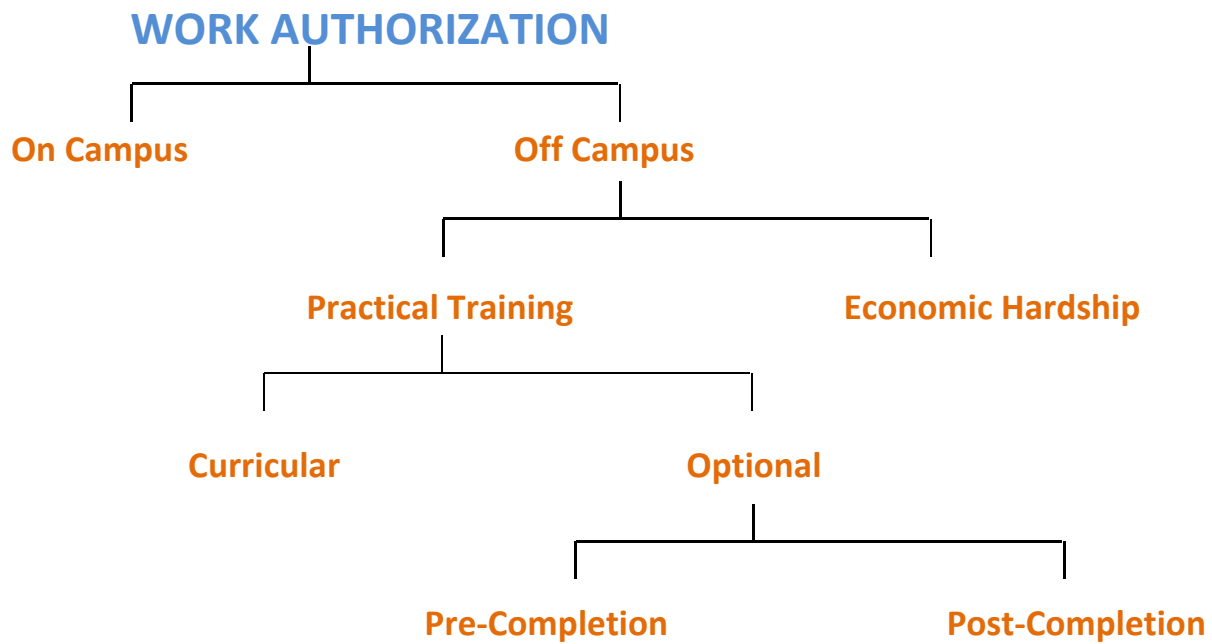 WORK AUTHORIZATION
On Campus
Off Campus
Practical Training
Economic Hardship
Curricular
Optional
Pre-Completion
Post-Completion